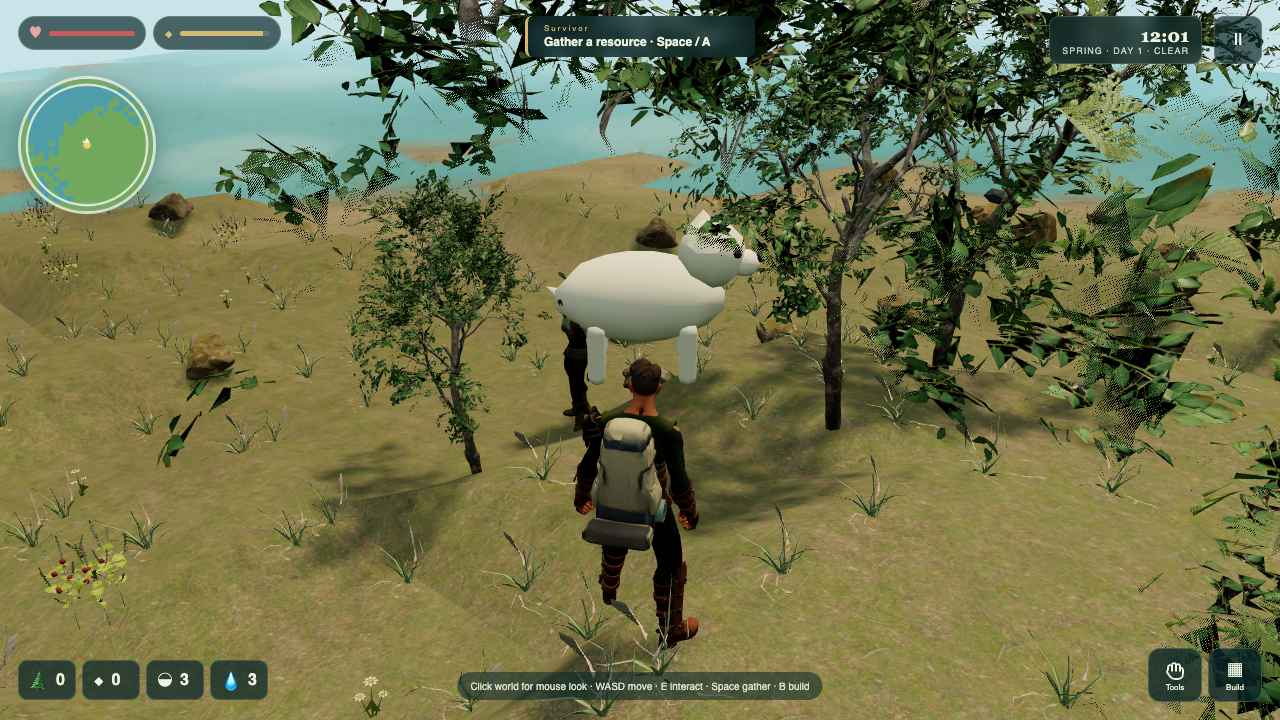 Survivor
Gather a resource · Space / A
12:01
SPRING · DAY 1 · CLEAR
0
0
3
3
Click world for mouse look · WASD move · E interact · Space gather · B build
Tools
Build